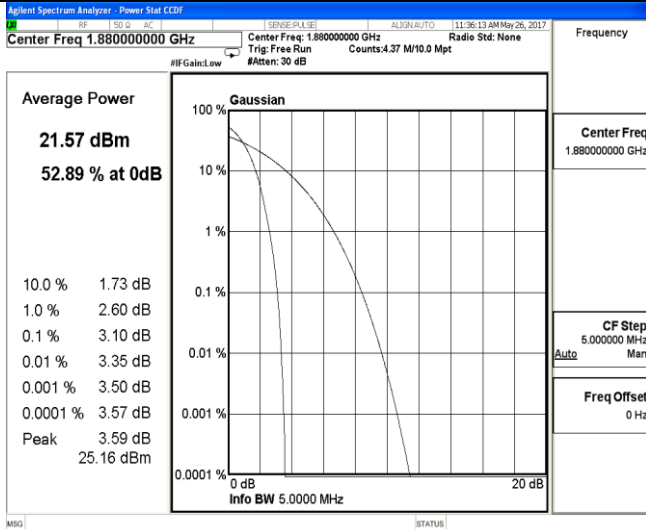 Agilent Spectrum Analyzer - Power Stat CCDF
RF 50 Ω AC SENSE:PULSE ALIGN AUTO 11:36:13 AM May 26, 2017
Center Freq 1.880000000 GHz
Center Freq: 1.880000000 GHz Radio Std: None
Trig: Free Run Counts:4.37 M/10.0 Mpt
#IFGain:Low #Atten: 30 dB
Frequency
Average Power
21.57 dBm
52.89 % at 0dB
10.0 % 1.73 dB
1.0 % 2.60 dB
0.1 % 3.10 dB
0.01 % 3.35 dB
0.001 % 3.50 dB
0.0001 % 3.57 dB
Peak 3.59 dB
25.16 dBm
Gaussian
100 %
10 %
1 %
0.1 %
0.01 %
0.001 %
0.0001 %
0 dB 20 dB
Info BW 5.0000 MHz
Center Freq
1.880000000 GHz
CF Step
5.000000 MHz
Auto Man
Freq Offset
0 Hz
MSG STATUS